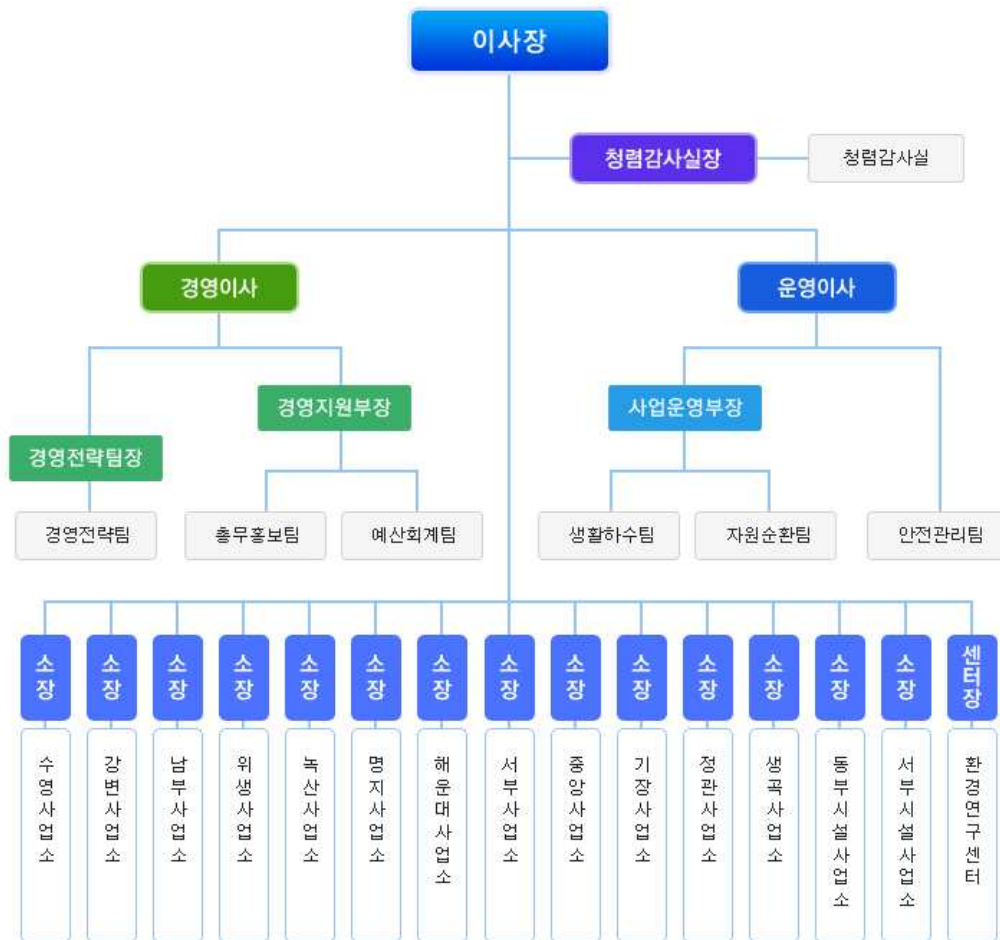 이사장
청렴감사실장
청렴감사실
경영이사
운영이사
경영지원부장
사업운영부장
경영전략팀장
경영전략팀
총무홍보팀
예산회계팀
생활하수팀
자원순환팀
안전관리팀
소장
소장
소장
소장
소장
소장
소장
소장
소장
소장
소장
소장
소장
소장
센터장
수영사업소
강변사업소
남부사업소
위생사업소
녹산사업소
명지사업소
해운대사업소
서부사업소
중앙사업소
기장사업소
정관사업소
생곡사업소
동부시설사업소
서부시설사업소
환경연구센터